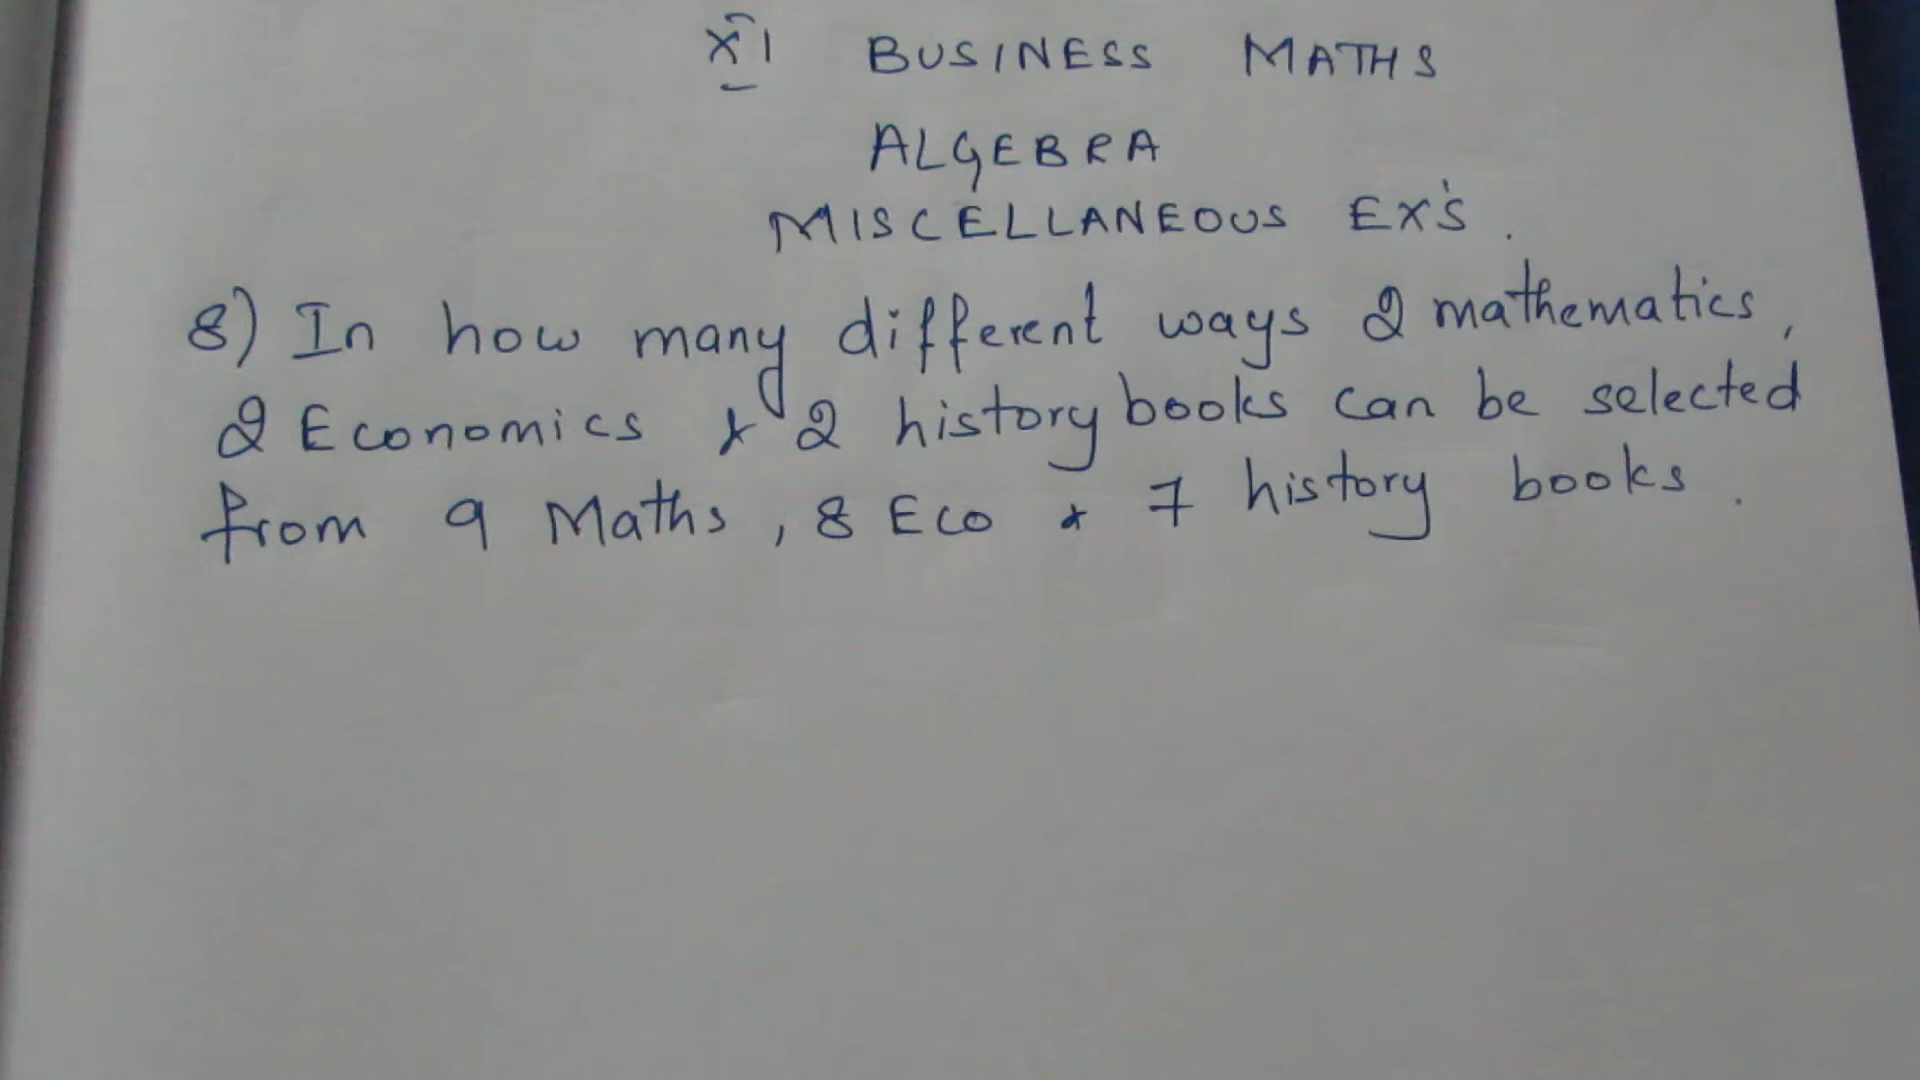 XI BUSINESS MATHS
ALGEBRA
MISCELLANEOUS EX'S.
8) In how many different ways 2 mathematics,
2 Economics & 2 history books can be selected
from 9 Maths, 8 Eco & 7 history books.